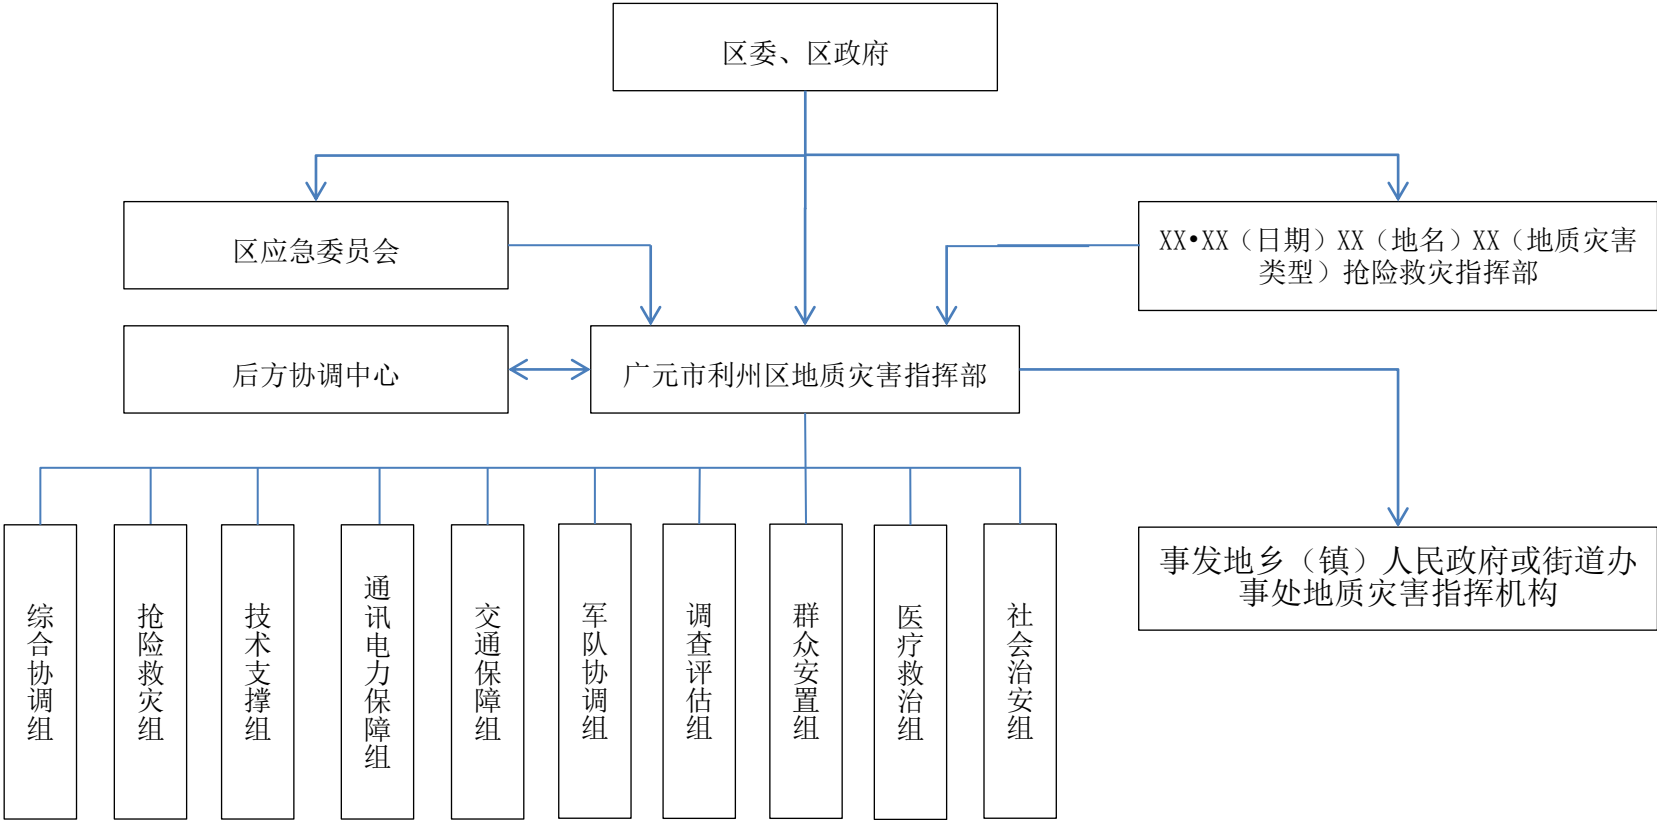 区委、区政府
区应急委员会
XX•XX（日期）XX（地名）XX（地质灾害
类型）抢险救灾指挥部
后方协调中心
广元市利州区地质灾害指挥部
事发地乡（镇）人民政府或街道办
事处地质灾害指挥机构
综合协调组
抢险救灾组
技术支撑组
通讯电力保障组
交通保障组
军队协调组
调查评估组
群众安置组
医疗救治组
社会治安组